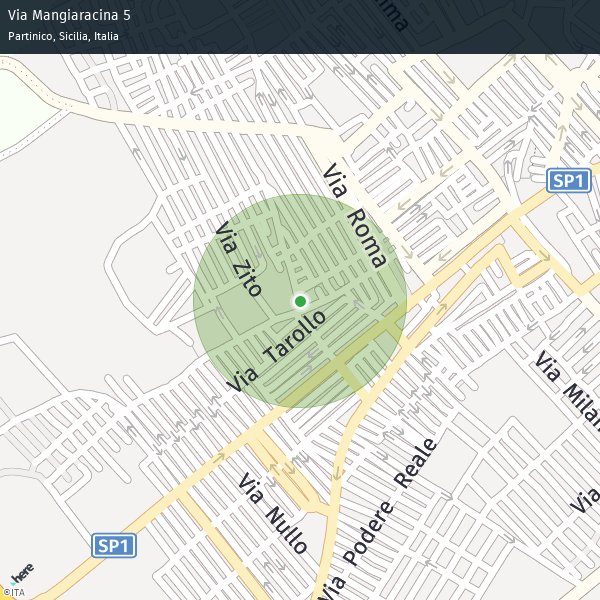 Via Mangiaracina 5
Partinico, Sicilia, Italia
Via Roma
SP1
Via Zito
Via Tarollo
Via Milan
Via Podere Reale
Via Nullo
Via
SP1
here
©ITA